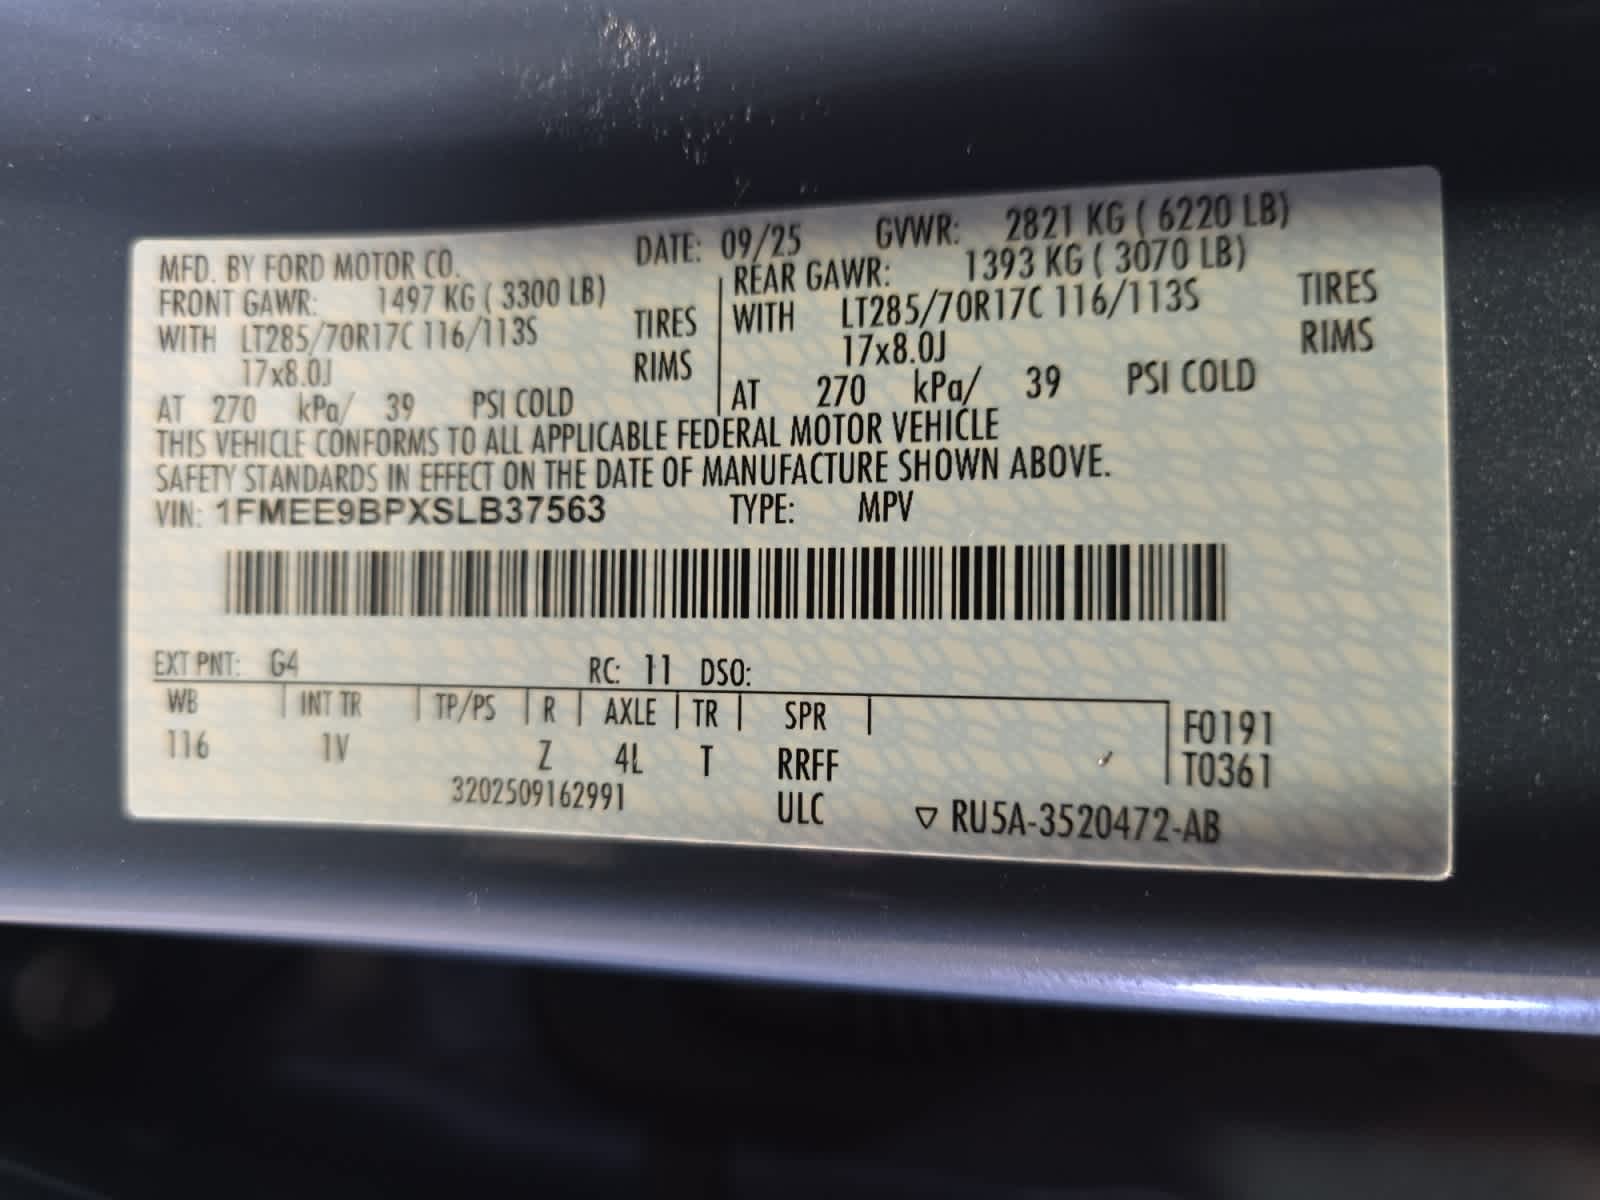 MFD. BY FORD MOTOR CO. DATE: 09/25 GVWR: 2821 KG ( 6220 LB)
FRONT GAWR: 1497 KG ( 3300 LB) REAR GAWR: 1393 KG ( 3070 LB)
WITH LT285/70R17C 116/113S TIRES WITH LT285/70R17C 116/113S TIRES
17x8.0J RIMS 17x8.0J RIMS
AT 270 kPa/ 39 PSI COLD AT 270 kPa/ 39 PSI COLD
THIS VEHICLE CONFORMS TO ALL APPLICABLE FEDERAL MOTOR VEHICLE
SAFETY STANDARDS IN EFFECT ON THE DATE OF MANUFACTURE SHOWN ABOVE.
VIN: 1FMEE9BPXSLB37563 TYPE: MPV
EXT PNT: G4 RC: 11 DSO:
WB INT TR TP/PS R AXLE TR SPR F0191
116 1V Z 4L T RRFF T0361
3202509162991 ULC ▽ RU5A-3520472-AB